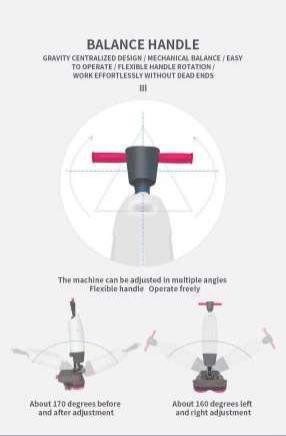 BALANCE HANDLE
GRAVITY CENTRALIZED DESIGN / MECHANICAL BALANCE / EASY
TO OPERATE / FLEXIBLE HANDLE ROTATION /
WORK EFFORTLESSLY WITHOUT DEAD ENDS
The machine can be adjusted in multiple angles
Flexible handle Operate freely
About 170 degrees before
and after adjustment
About 160 degrees left
and right adjustment